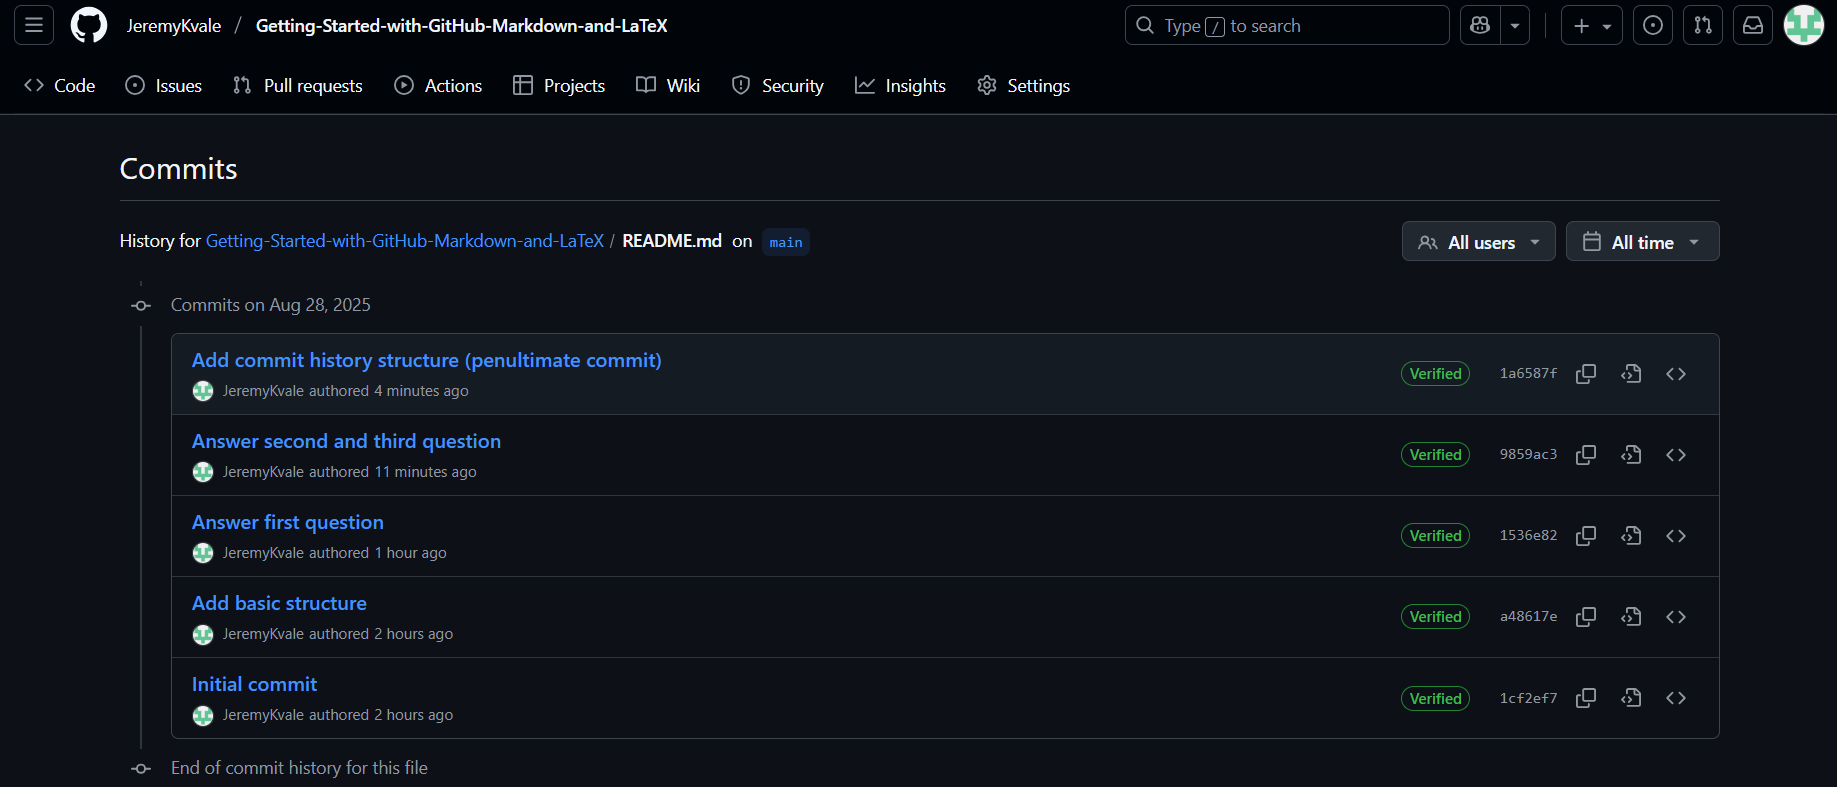 JeremyKvale / Getting-Started-with-GitHub-Markdown-and-LaTeX Type / to search
Code Issues Pull requests Actions Projects Wiki Security Insights Settings
Commits
History for Getting-Started-with-GitHub-Markdown-and-LaTeX / README.md on main All users All time
Commits on Aug 28, 2025
Add commit history structure (penultimate commit)
JeremyKvale authored 4 minutes ago
Verified 1a6587f
Answer second and third question
JeremyKvale authored 11 minutes ago
Verified 9859ac3
Answer first question
JeremyKvale authored 1 hour ago
Verified 1536e82
Add basic structure
JeremyKvale authored 2 hours ago
Verified a48617e
Initial commit
JeremyKvale authored 2 hours ago
Verified 1cf2ef7
End of commit history for this file